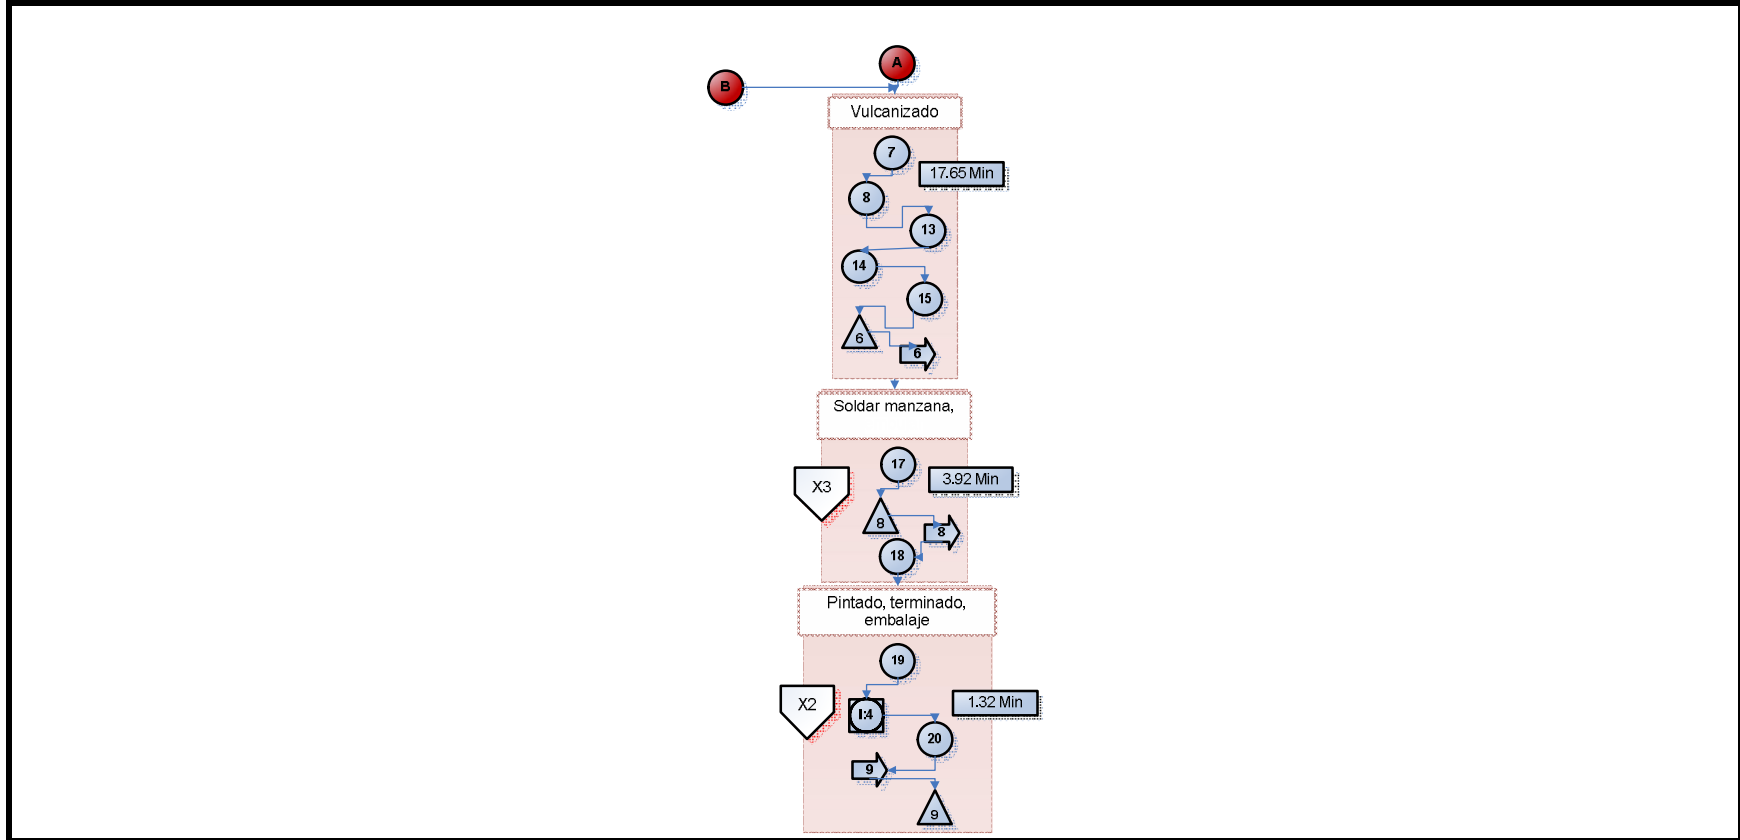 A
B
Vulcanizado
7
17.65 Min
8
13
14
15
6
6
Soldar manzana,
17
3.92 Min
X3
8
8
18
Pintado, terminado,
embalaje
19
X2
1.32 Min
I:4
20
9
9